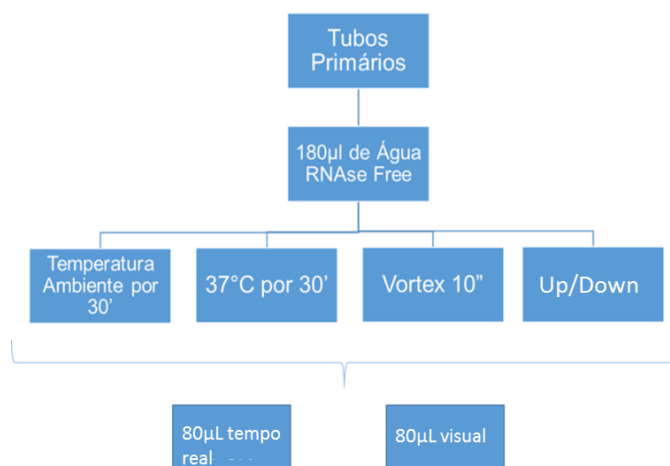 Tubos
Primários
180µl de Água
RNAse Free
Temperatura
Ambiente por
30'
37°C por 30'
Vortex 10”
Up/Down
80µL tempo
real
80µL visual